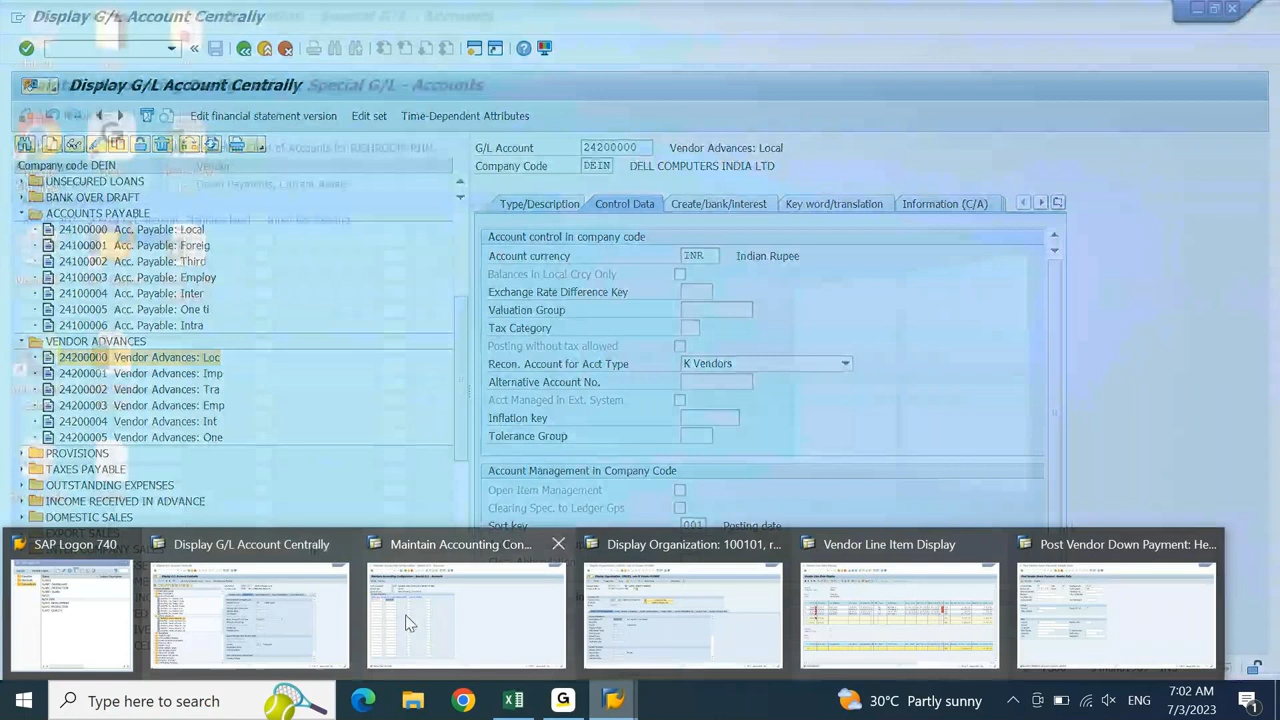 Display G/L Account Centrally
Display G/L Account Centrally
Special G/L - Accounts
Edit financial statement version
Edit set
Time-Dependent Attributes
G/L Account
24200000
Vendor Advances: Local
Company Code
DEIN
DELL COMPUTERS INDIA LTD
Company code DEIN
Vendor
UNSECURED LOANS
BANK OVER DRAFT
ACCOUNTS PAYABLE
24100000 Acc. Payable: Local
24100001 Acc. Payable: Foreig
24100002 Acc. Payable: Third
24100003 Acc. Payable: Employ
24100004 Acc. Payable: Inter
24100005 Acc. Payable: One ti
24100006 Acc. Payable: Intra
VENDOR ADVANCES
24200000 Vendor Advances: Loc
24200001 Vendor Advances: Imp
24200002 Vendor Advances: Tra
24200003 Vendor Advances: Emp
24200004 Vendor Advances: Int
24200005 Vendor Advances: One
PROVISIONS
TAXES PAYABLE
OUTSTANDING EXPENSES
INCOME RECEIVED IN ADVANCE
DOMESTIC SALES
Type/Description
Control Data
Create/bank/interest
Key word/translation
Information (C/A)
Account control in company code
Account currency
INR
Indian Rupee
Balances in Local Crcy Only
Exchange Rate Difference Key
Valuation Group
Tax Category
Posting without tax allowed
Recon. Account for Acct Type
K Vendors
Alternative Account No.
Acct Managed in Ext. System
Inflation key
Tolerance Group
Account Management in Company Code
Open Item Management
Clearing Spec. to Ledger Gps
Sort key
001
Posting date
SAP Logon 740
Display G/L Account Centrally
Maintain Accounting Con...
Display Organization: 100101, r...
Vendor Line Item Display
Post Vendor Down Payment: He...
Type here to search
30°C Partly sunny
ENG
7:02 AM
7/3/2023
1